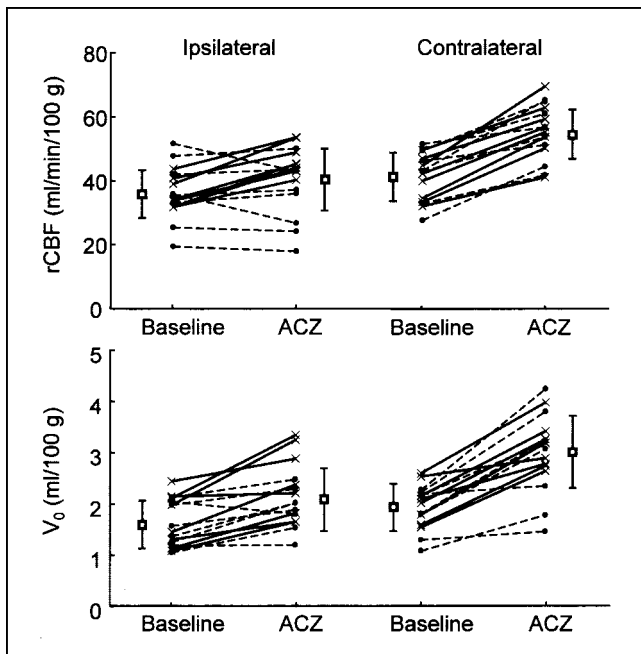 Ipsilateral Contralateral
80
60
40
20
0
rCBF (ml/min/100 g)
Baseline ACZ Baseline ACZ
5
4
3
2
1
0
V₀ (ml/100 g)
Baseline ACZ Baseline ACZ